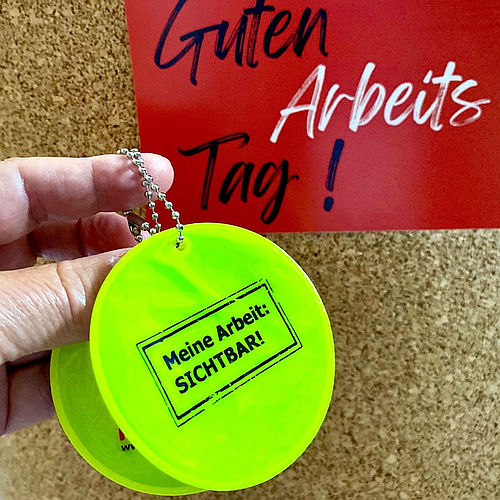 Guten
Arbeits
Tag !
Meine Arbeit:
SICHTBAR!